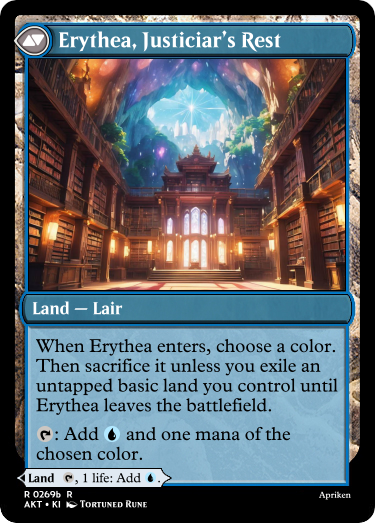 Erythea, Justiciar's Rest
Land — Lair
When Erythea enters, choose a color.
Then sacrifice it unless you exile an
untapped basic land you control until
Erythea leaves the battlefield.
: Add and one mana of the
chosen color.
Land , 1 life: Add .
R 0269b R
Apriken
AKT • KI Tortured Rune